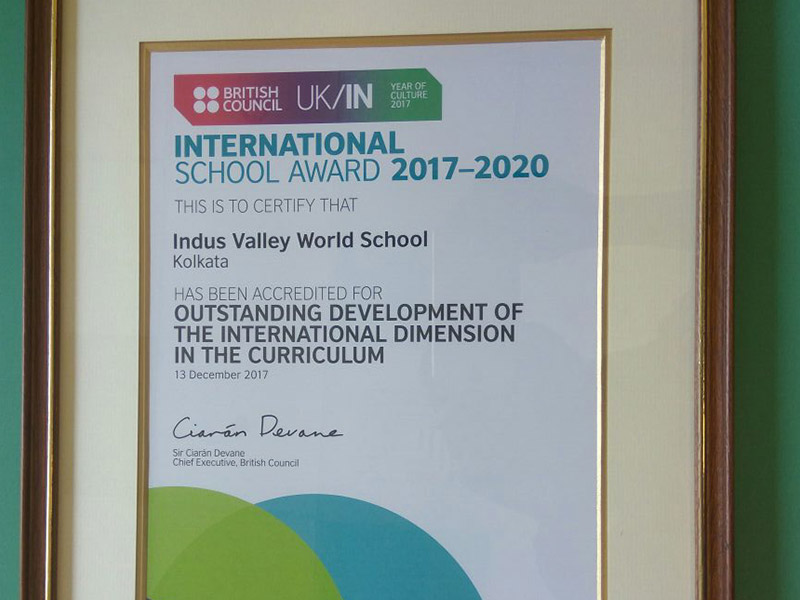 BRITISH COUNCIL
UK/IN
YEAR OF CULTURE 2017
INTERNATIONAL
SCHOOL AWARD 2017–2020
THIS IS TO CERTIFY THAT
Indus Valley World School
Kolkata
HAS BEEN ACCREDITED FOR
OUTSTANDING DEVELOPMENT OF
THE INTERNATIONAL DIMENSION
IN THE CURRICULUM
13 December 2017
Ciarán Devane
Sir Ciarán Devane
Chief Executive, British Council